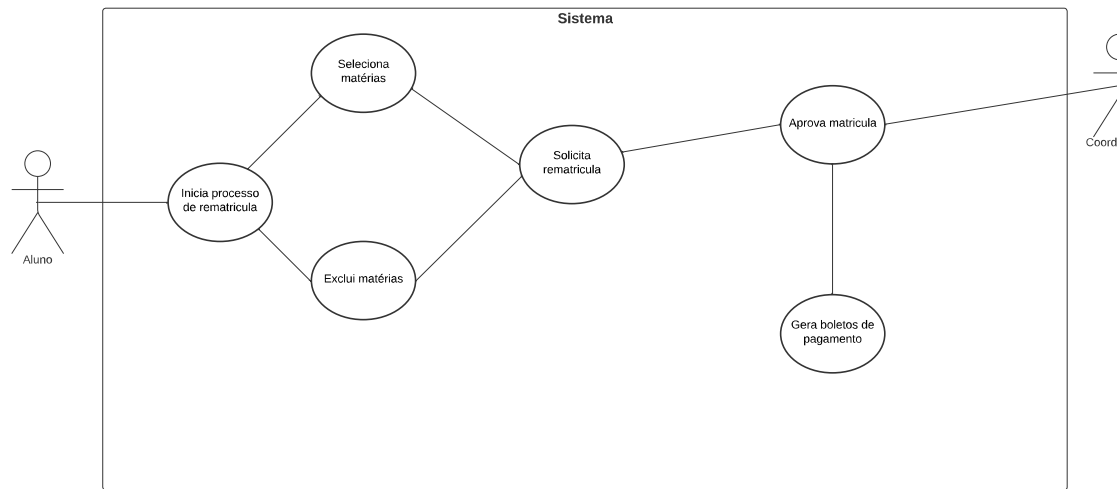 Sistema
Seleciona
matérias
Aprova matricula
Coord
Solicita
rematricula
Inicia processo
de rematricula
Aluno
Exclui matérias
Gera boletos de
pagamento